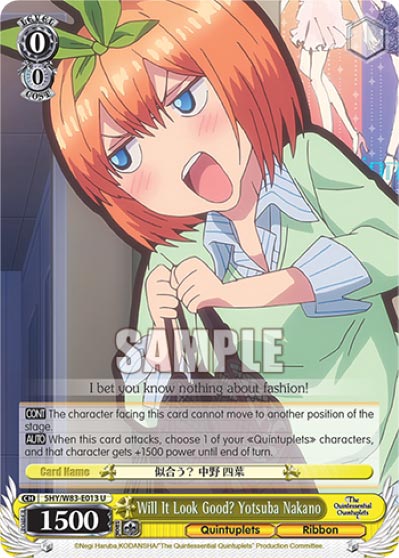 LEVEL
0
0
COST
SAMPLE
I bet you know nothing about fashion!
CONT The character facing this card cannot move to another position of the
stage.
AUTO When this card attacks, choose 1 of your «Quintuplets» characters,
and that character gets +1500 power until end of turn.
Card Name 似合う? 中野 四葉
CH 5HY/W83-E013 U
Will It Look Good? Yotsuba Nakano
The
Quintessential
Quintuplets
1500
Quintuplets
Ribbon
©Negi Haruba,KODANSHA/"The Quintessential Quintuplets" Production Committee